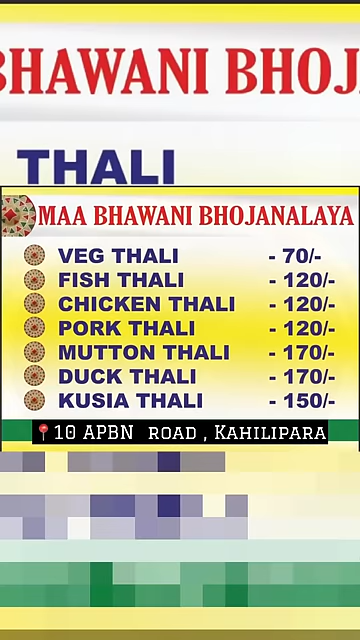 BHAWANI BHOJ
THALI
MAA BHAWANI BHOJANALAYA
VEG THALI - 70/-
FISH THALI - 120/-
CHICKEN THALI - 120/-
PORK THALI - 120/-
MUTTON THALI - 170/-
DUCK THALI - 170/-
KUSIA THALI - 150/-
📍10 APBN ROAD , KAHILIPARA